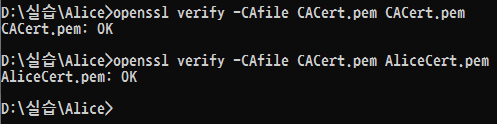 D:\실습\Alice>openssl verify -CAfile CACert.pem CACert.pem
CACert.pem: OK
D:\실습\Alice>openssl verify -CAfile CACert.pem AliceCert.pem
AliceCert.pem: OK
D:\실습\Alice>